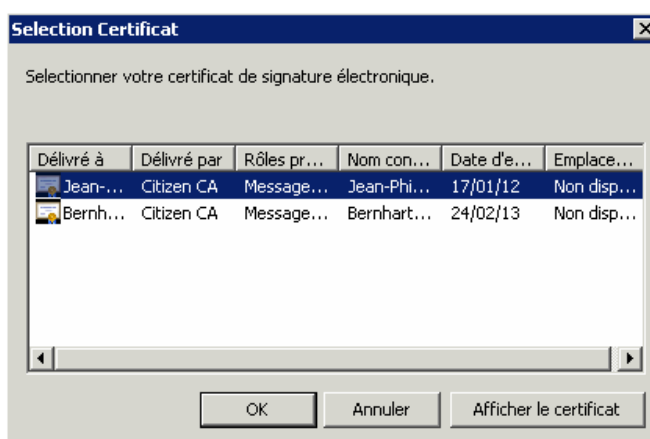 Selection Certificat
Selectionner votre certificat de signature électronique.
Délivré à Délivré par Rôles pr... Nom con... Date d'e... Emplace...
Jean-... Citizen CA Message... Jean-Phi... 17/01/12 Non disp...
Bernh... Citizen CA Message... Bernhart... 24/02/13 Non disp...
OK Annuler Afficher le certificat